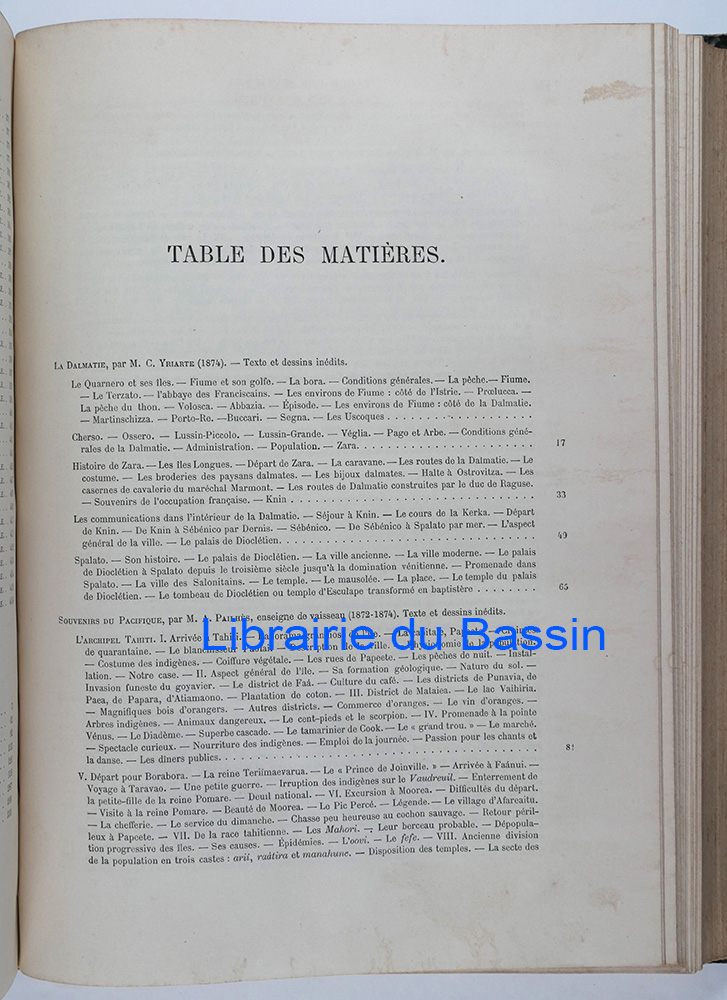 TABLE DES MATIÈRES.
LA DALMATIE, par M. C. YRIARTE (1874). — Texte et dessins inédits.
Le Quarnero et ses îles. — Fiume et son golfe. — La bora. — Conditions générales. — La pêche. — Fiume.
— Le Terzato. — l'abbaye des Franciscains. — Les environs de Fiume : côté de l'Istrie. — Prœlucca. —
La pêche du thon. — Volosca. — Abbazia. — Épisode. — Les environs de Fiume : côté de la Dalmatie.
— Martinschizza. — Porto-Re. — Buccari. — Segna. — Les Uscoques
Cherso. — Ossero. — Lussin-Piccolo. — Lussin-Grande. — Véglia. — Pago et Arbe. — Conditions géné-
rales de la Dalmatie. — Administration. — Population. — Zara. 17
Histoire de Zara. — Les îles Longues. — Départ de Zara. — La caravane. — Les routes de la Dalmatie. — Le
costume. — Les broderies des paysans dalmates. — Les bijoux dalmates. — Halte à Ostrovitza. — Les
casernes de cavalerie du maréchal Marmont. — Les routes de Dalmatie construites par le duc de Raguse.
— Souvenirs de l'occupation française. — Knin 33
Les communications dans l'intérieur de la Dalmatie. — Séjour à Knin. — Le cours de la Kerka. — Départ
de Knin. — De Knin à Sébénico par Dernis. — Sébénico. — De Sébénico à Spalato par mer. — L'aspect
général de la ville. — Le palais de Dioclétien. 49
Spalato. — Son histoire. — Le palais de Dioclétien. — La ville ancienne. — La ville moderne. — Le palais
de Dioclétien à Spalato depuis le troisième siècle jusqu'à la domination vénitienne. — Promenade dans
Spalato. — La ville des Salonitains. — Le temple. — Le mausolée. — La place. — Le temple du palais
de Dioclétien. — Le tombeau de Dioclétien ou temple d'Esculape transformé en baptistère 65
SOUVENIRS DU PACIFIQUE, par M. A. PAILHÈS, enseigne de vaisseau (1872-1874). Texte et dessins inédits.
L'ARCHIPEL TAHITI. I. Arrivée à Tahiti. —
Librairie du Bassin
de quarantaine. — Le blanchisseur — de la population.
— Costume des indigènes. — Coiffure végétale. — Les rues de Papeete. — Les pêches de nuit. — Instal-
lation. — Notre case. — II. Aspect général de l'île. — Sa formation géologique. — Nature du sol. —
Invasion funeste du goyavier. — Le district de Faá. — Culture du café. — Les districts de Punavia, de
Paea, de Papara, d'Atiamaono. — Plantation de coton. — III. District de Mataiea. — Le lac Vaihiria.
— Magnifiques bois d'orangers. — Autres districts. — Commerce d'oranges. — Le vin d'oranges. —
Arbres indigènes. — Animaux dangereux. — Le cent-pieds et le scorpion. — IV. Promenade à la pointe
Vénus. — Le Diadème. — Superbe cascade. — Le tamarinier de Cook. — Le « grand trou. » — Le marché.
— Spectacle curieux. — Nourriture des indigènes. — Emploi de la journée. — Passion pour les chants et
la danse. — Les dîners publics. 81
V. Départ pour Borabora. — La reine Teriimaevarua. — Le « Prince de Joinville. » — Arrivée à Faánui. —
Voyage à Taravao. — Une petite guerre. — Irruption des indigènes sur le Vaudreuil. — Enterrement de
la petite-fille de la reine Pomare. — Deuil national. — VI. Excursion à Moorea. — Difficultés du départ.
— Visite à la reine Pomare. — Beauté de Moorea. — Le Pic Percé. — Légende. — Le village d'Afareaitu.
— La chefferie. — Le service du dimanche. — Chasse peu heureuse au cochon sauvage. — Retour péril-
leux à Papeete. — VII. De la race tahitienne. — Les Mahori. — Leur berceau probable. — Dépopula-
tion progressive des îles. — Ses causes. — Épidémies. — L'oovi. — Le fefe. — VIII. Ancienne division
de la population en trois castes : arii, raátira et manahune. — Disposition des temples. — La secte des